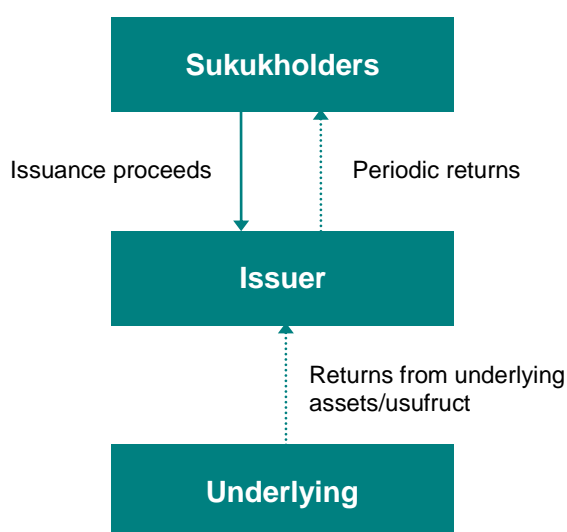 Sukukholders
Issuance proceeds
Periodic returns
Issuer
Returns from underlying
assets/usufruct
Underlying